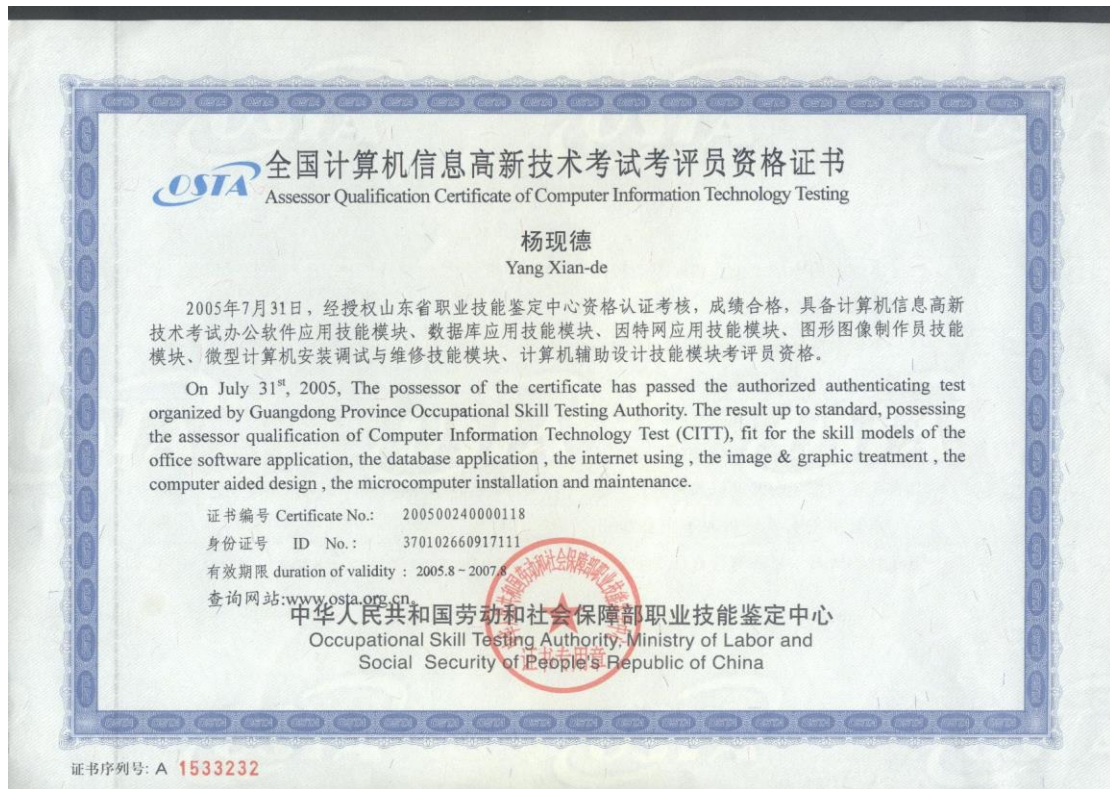 OSTA
全国计算机信息高新技术考试考评员资格证书
Assessor Qualification Certificate of Computer Information Technology Testing
杨现德
Yang Xian-de
2005年7月31日，经授权山东省职业技能鉴定中心资格认证考核，成绩合格，具备计算机信息高新
技术考试办公软件应用技能模块、数据库应用技能模块、因特网应用技能模块、图形图像制作员技能
模块、微型计算机安装调试与维修技能模块、计算机辅助设计技能模块考评员资格。
On July 31st, 2005, The possessor of the certificate has passed the authorized authenticating test
organized by Guangdong Province Occupational Skill Testing Authority. The result up to standard, possessing
the assessor qualification of Computer Information Technology Test (CITT), fit for the skill models of the
office software application, the database application , the internet using , the image & graphic treatment , the
computer aided design , the microcomputer installation and maintenance.
证书编号 Certificate No.: 200500240000118
身份证号 ID No.: 370102660917111
有效期限 duration of validity : 2005.8~2007.8
查询网站:www.osta.org.cn
中华人民共和国劳动和社会保障部职业技能鉴定中心
Occupational Skill Testing Authority, Ministry of Labor and
Social Security of People's Republic of China
证书专用章
证书序列号: A 1533232